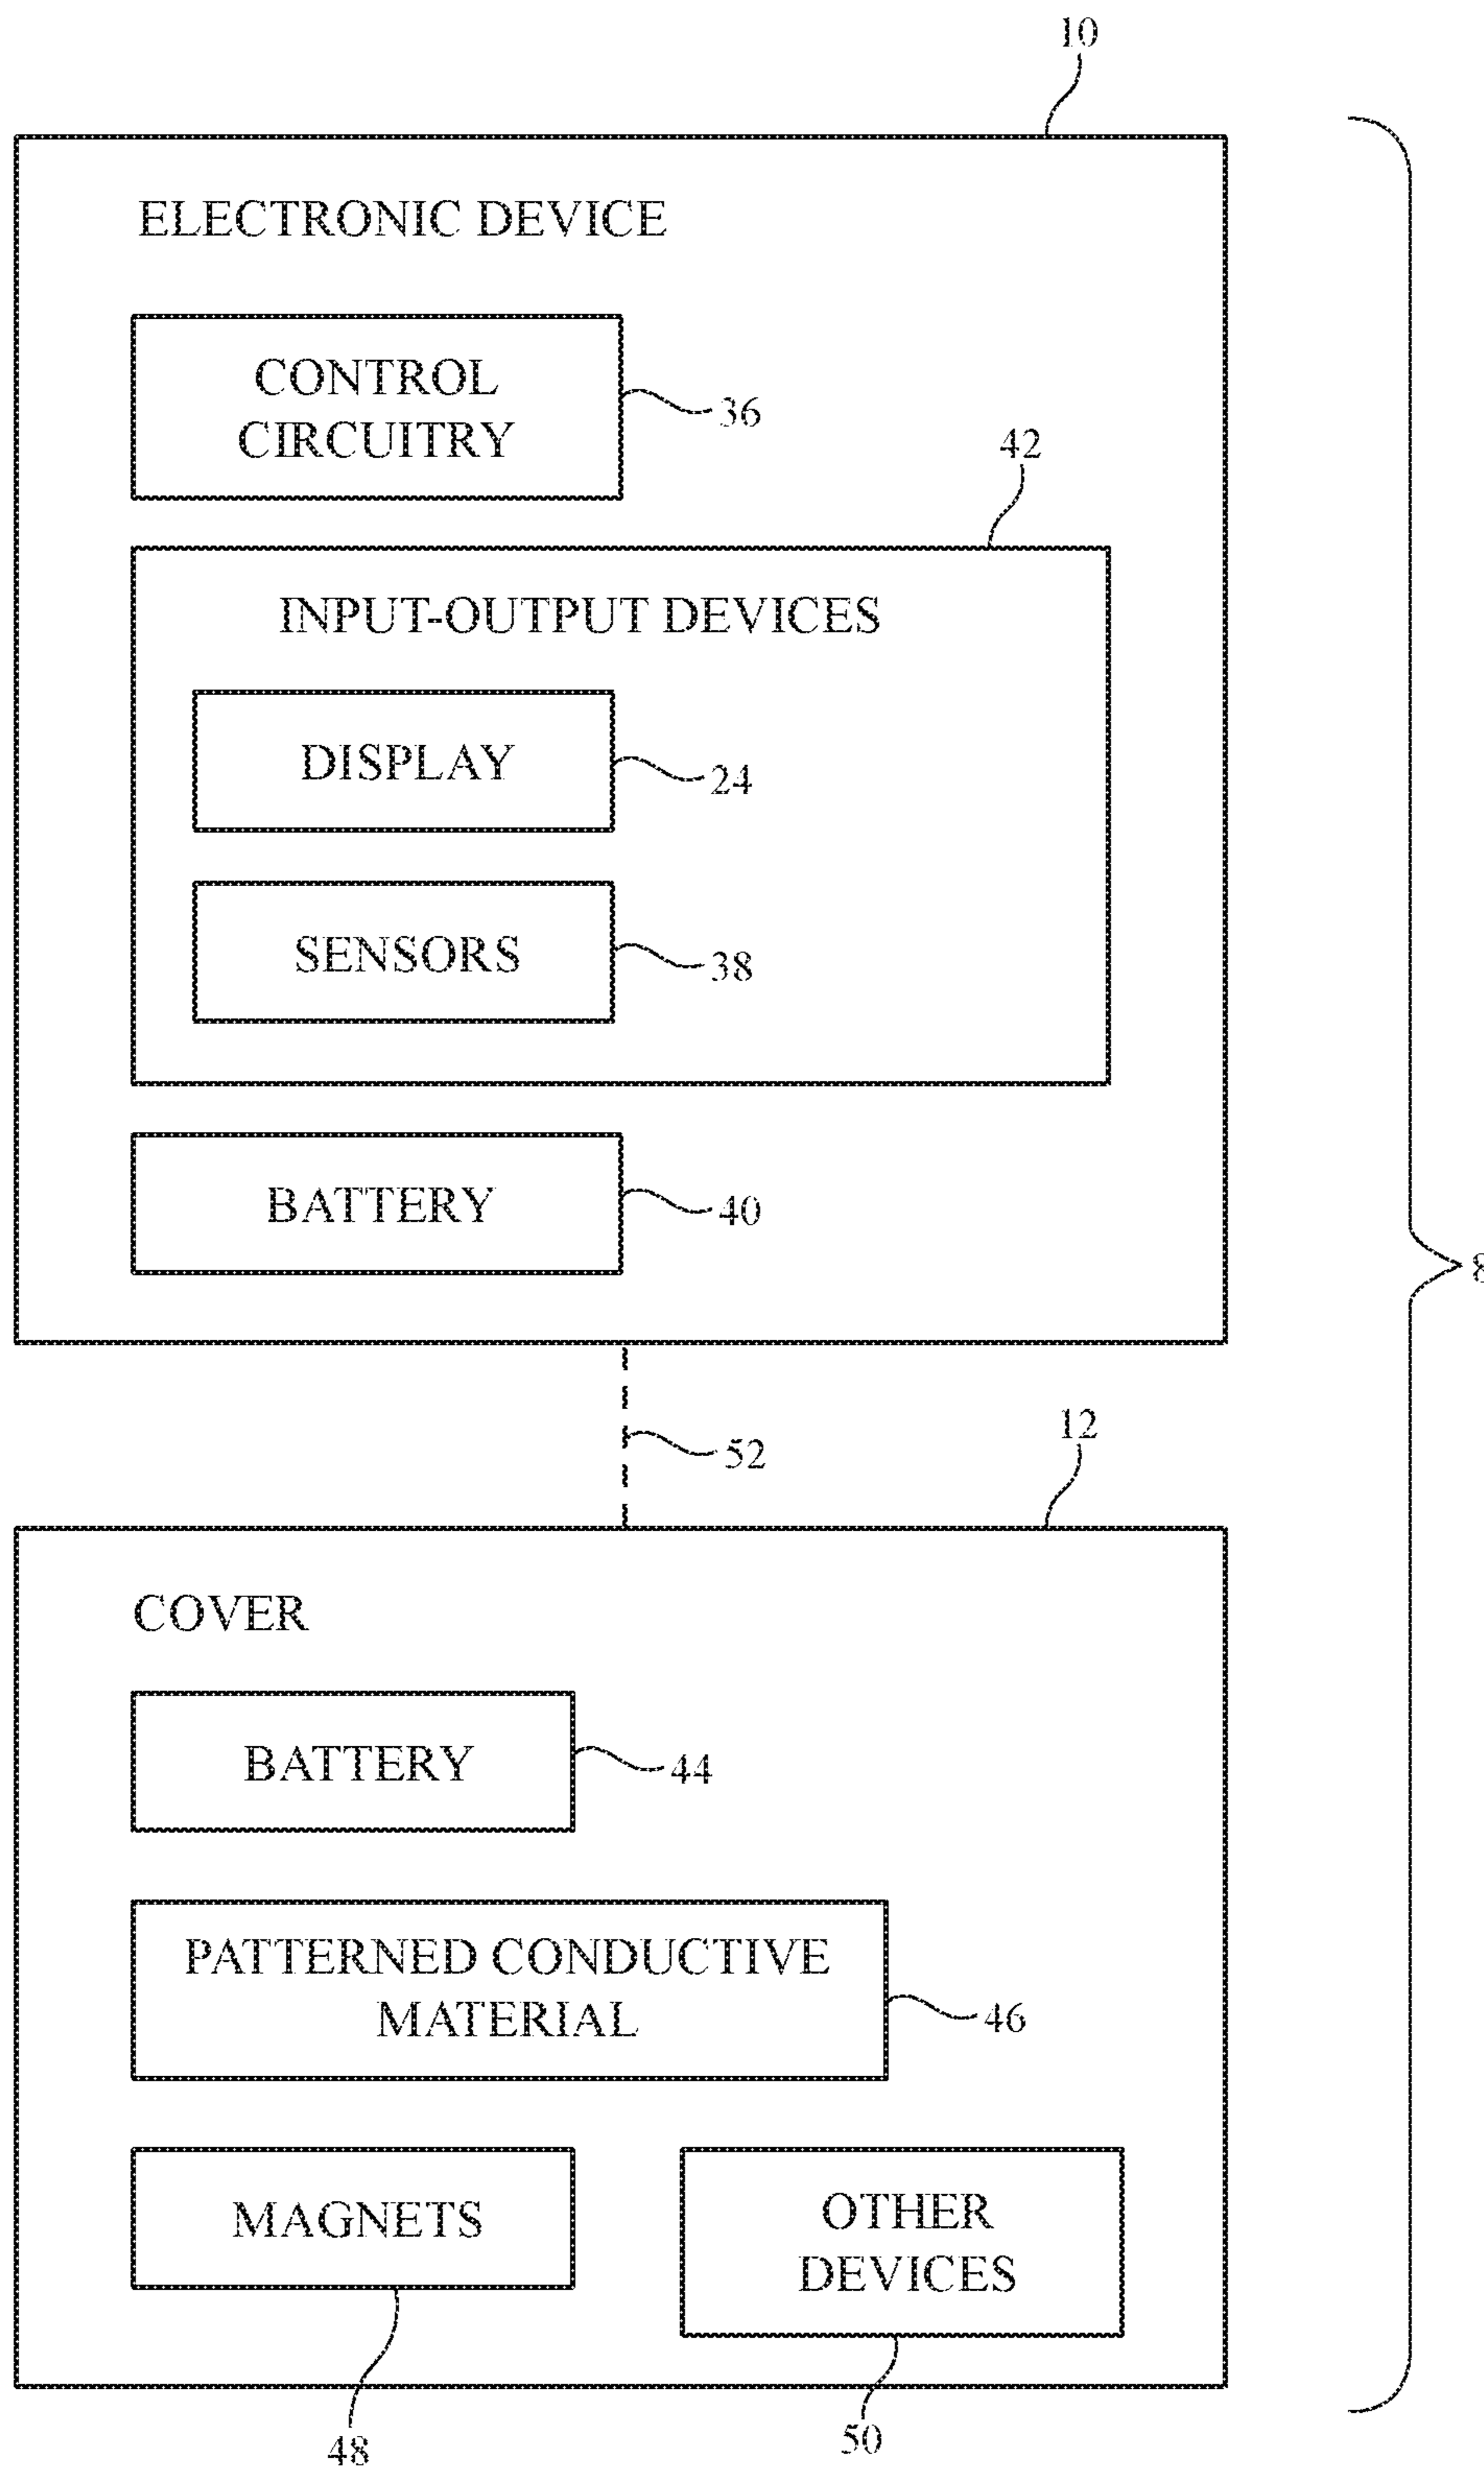 10
ELECTRONIC DEVICE
CONTROL
CIRCUITRY
36
42
INPUT-OUTPUT DEVICES
DISPLAY
24
SENSORS
38
BATTERY
40
8
52
12
COVER
BATTERY
44
PATTERNED CONDUCTIVE
MATERIAL
46
MAGNETS
OTHER
DEVICES
48
50